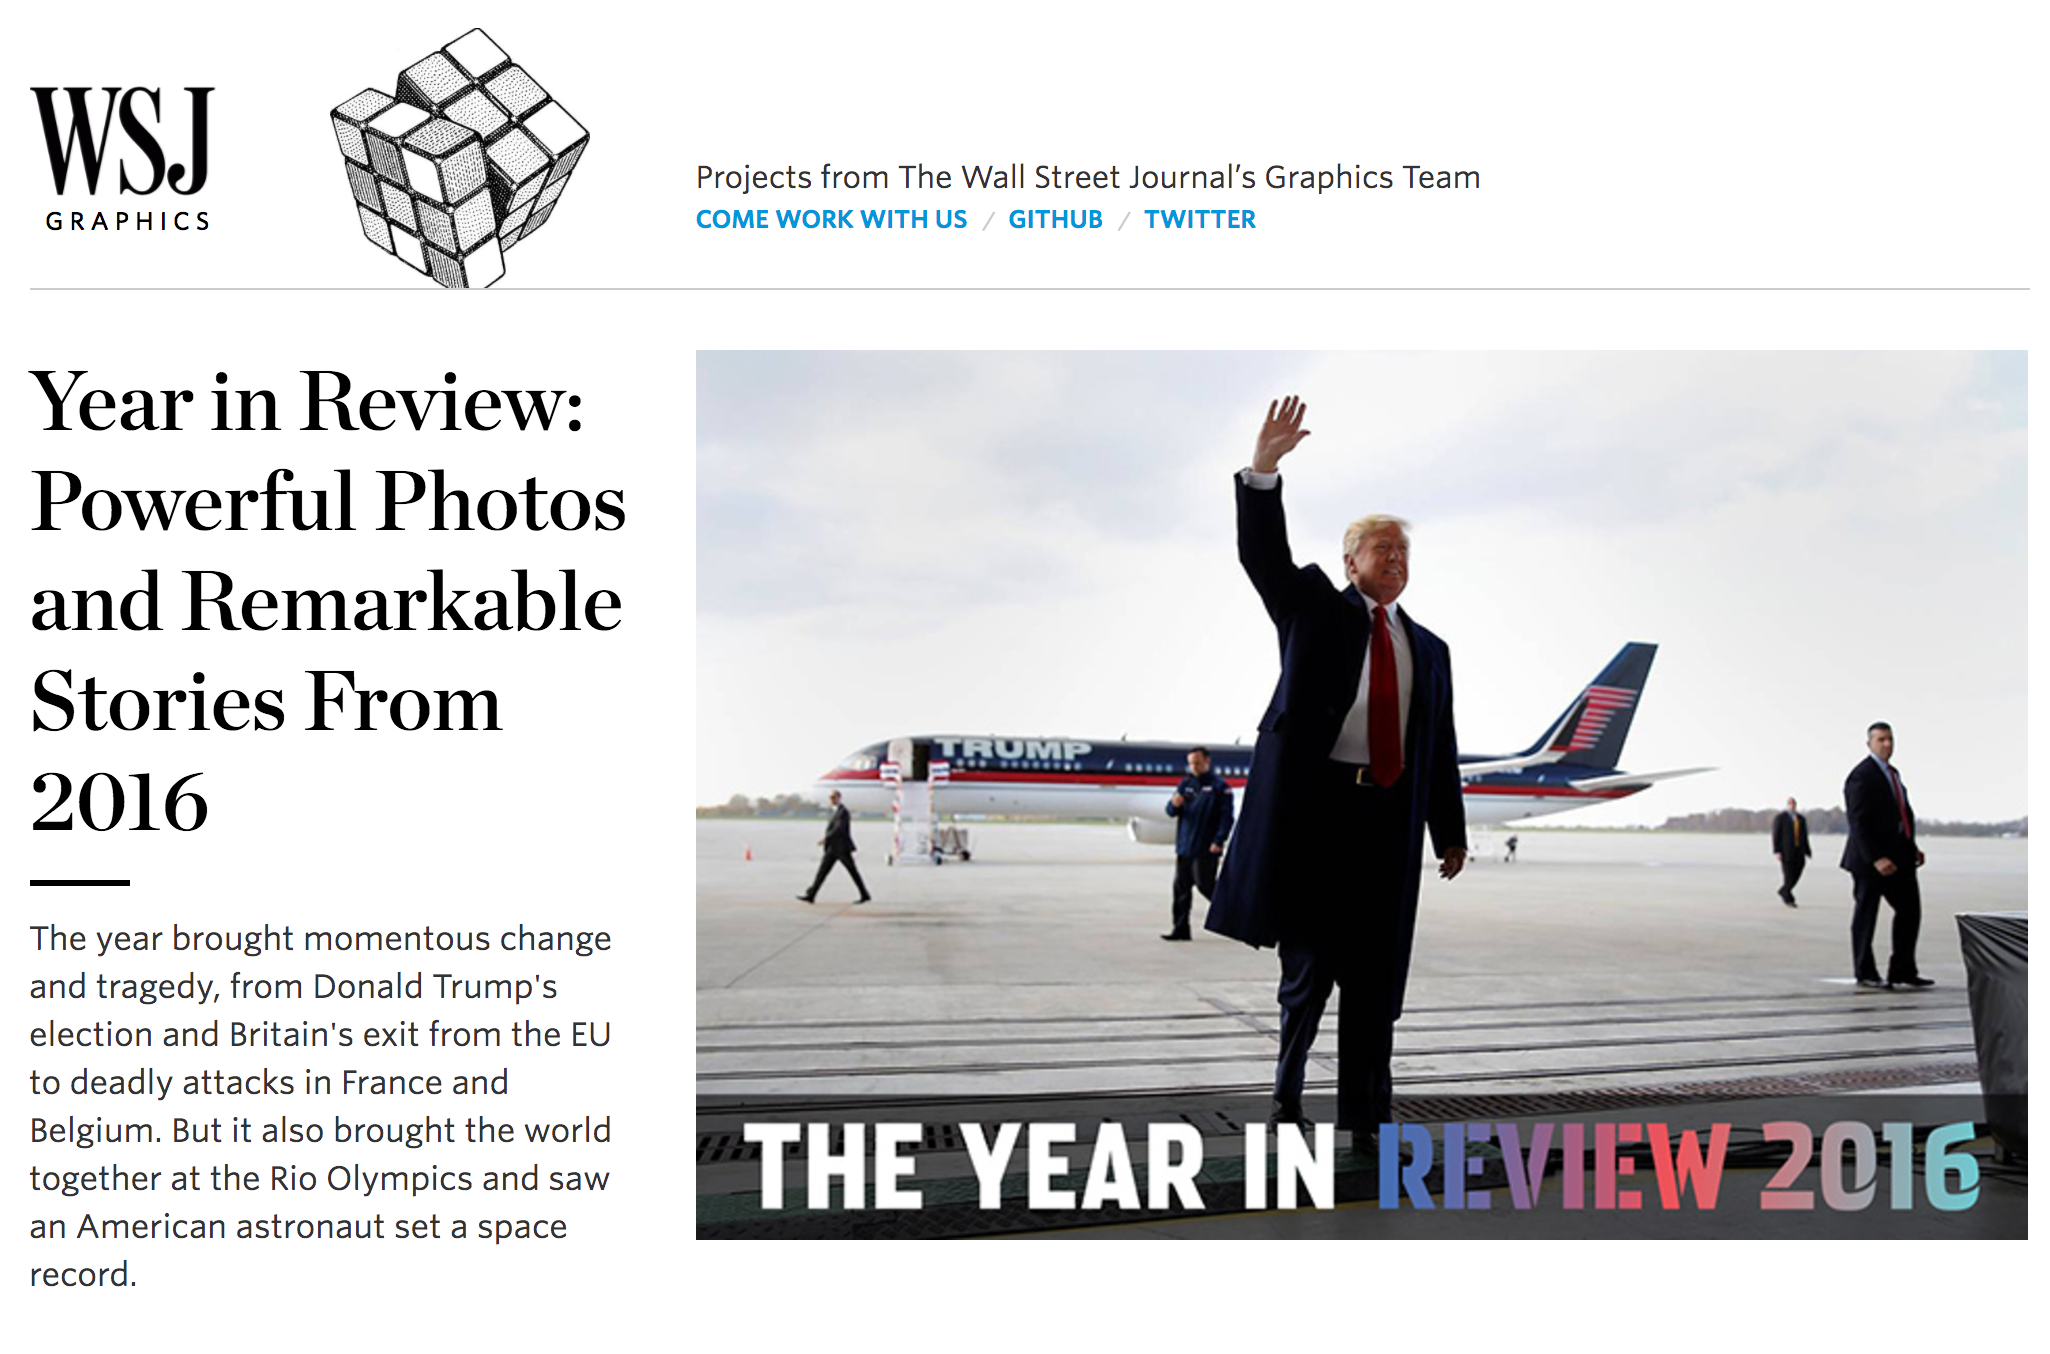 WSJ
GRAPHICS
Projects from The Wall Street Journal’s Graphics Team
COME WORK WITH US / GITHUB / TWITTER
Year in Review:
Powerful Photos
and Remarkable
Stories From
2016
The year brought momentous change
and tragedy, from Donald Trump's
election and Britain's exit from the EU
to deadly attacks in France and
Belgium. But it also brought the world
together at the Rio Olympics and saw
an American astronaut set a space
record.
TRUMP
THE YEAR IN REVIEW 2016